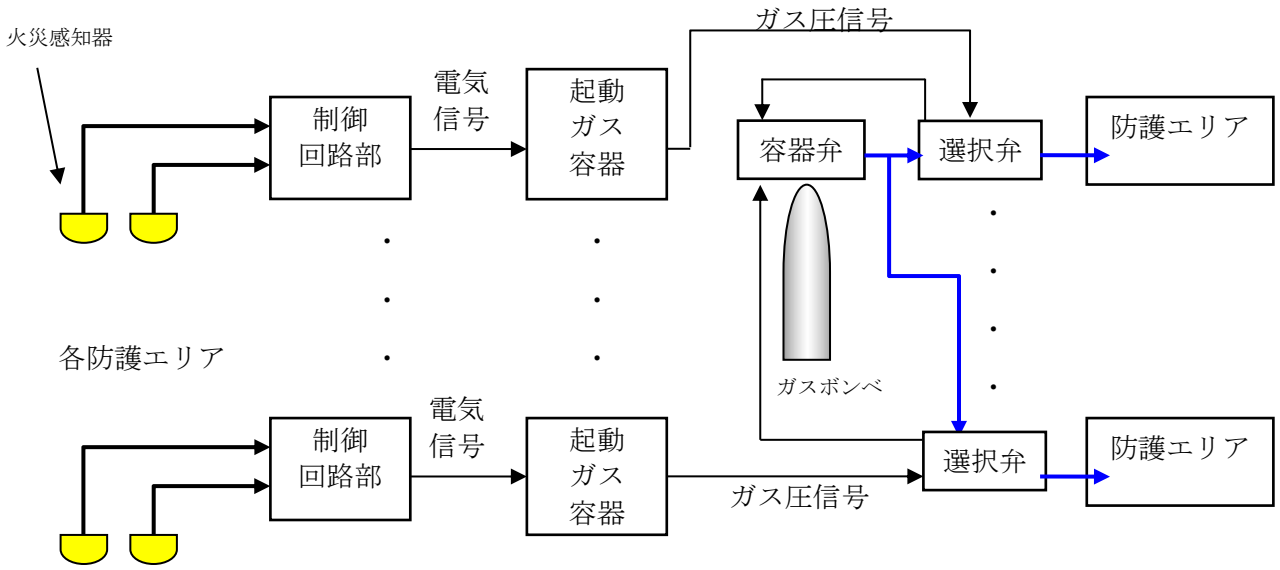 ガス圧信号
火災感知器
電気
信号
起動
ガス
容器
制御
回路部
容器弁
選択弁
防護エリア
各防護エリア
ガスボンベ
電気
信号
制御
回路部
起動
ガス
容器
選択弁
防護エリア
ガス圧信号